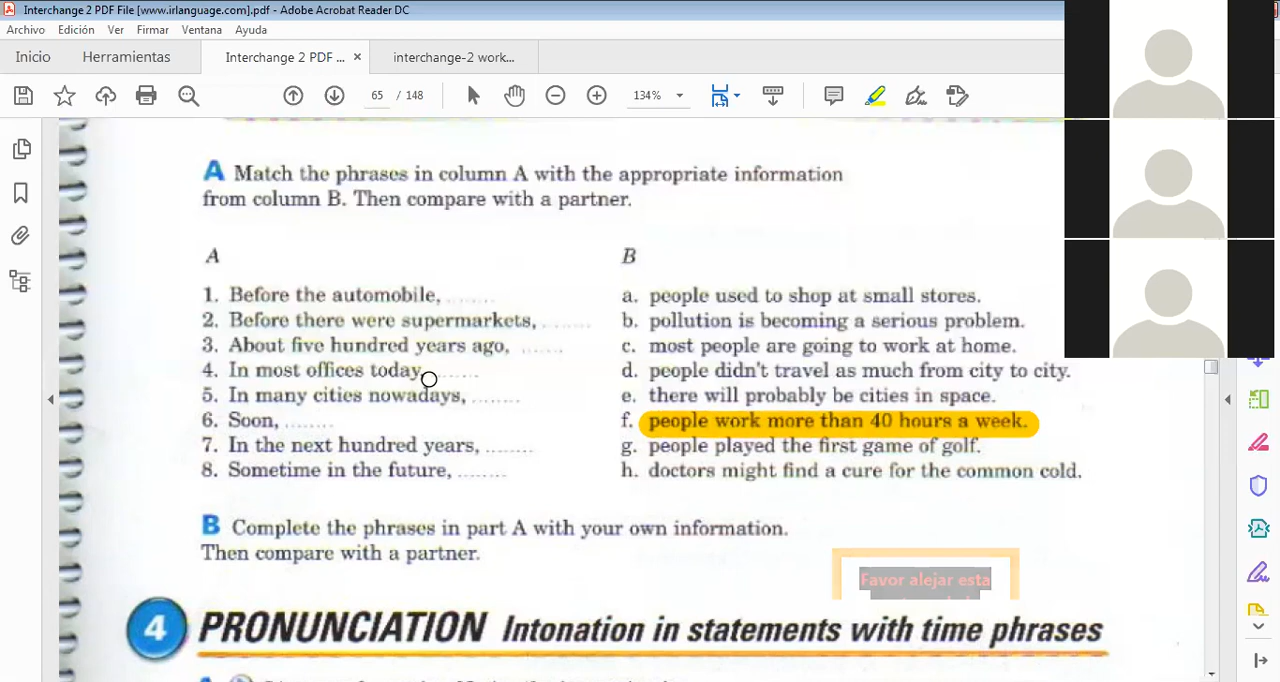 Interchange 2 PDF File [www.irlanguage.com].pdf - Adobe Acrobat Reader DC
Archivo Edición Ver Firmar Ventana Ayuda
Inicio Herramientas Interchange 2 PDF ... × interchange-2 work...
65 / 148 134%
A Match the phrases in column A with the appropriate information
from column B. Then compare with a partner.
A
1. Before the automobile, ........
2. Before there were supermarkets, ........
3. About five hundred years ago, ........
4. In most offices today, ........
5. In many cities nowadays, ........
6. Soon, ........
7. In the next hundred years, ........
8. Sometime in the future, ........
B
a. people used to shop at small stores.
b. pollution is becoming a serious problem.
c. most people are going to work at home.
d. people didn't travel as much from city to city.
e. there will probably be cities in space.
f. people work more than 40 hours a week.
g. people played the first game of golf.
h. doctors might find a cure for the common cold.
B Complete the phrases in part A with your own information.
Then compare with a partner.
Favor alejar esta
4 PRONUNCIATION Intonation in statements with time phrases